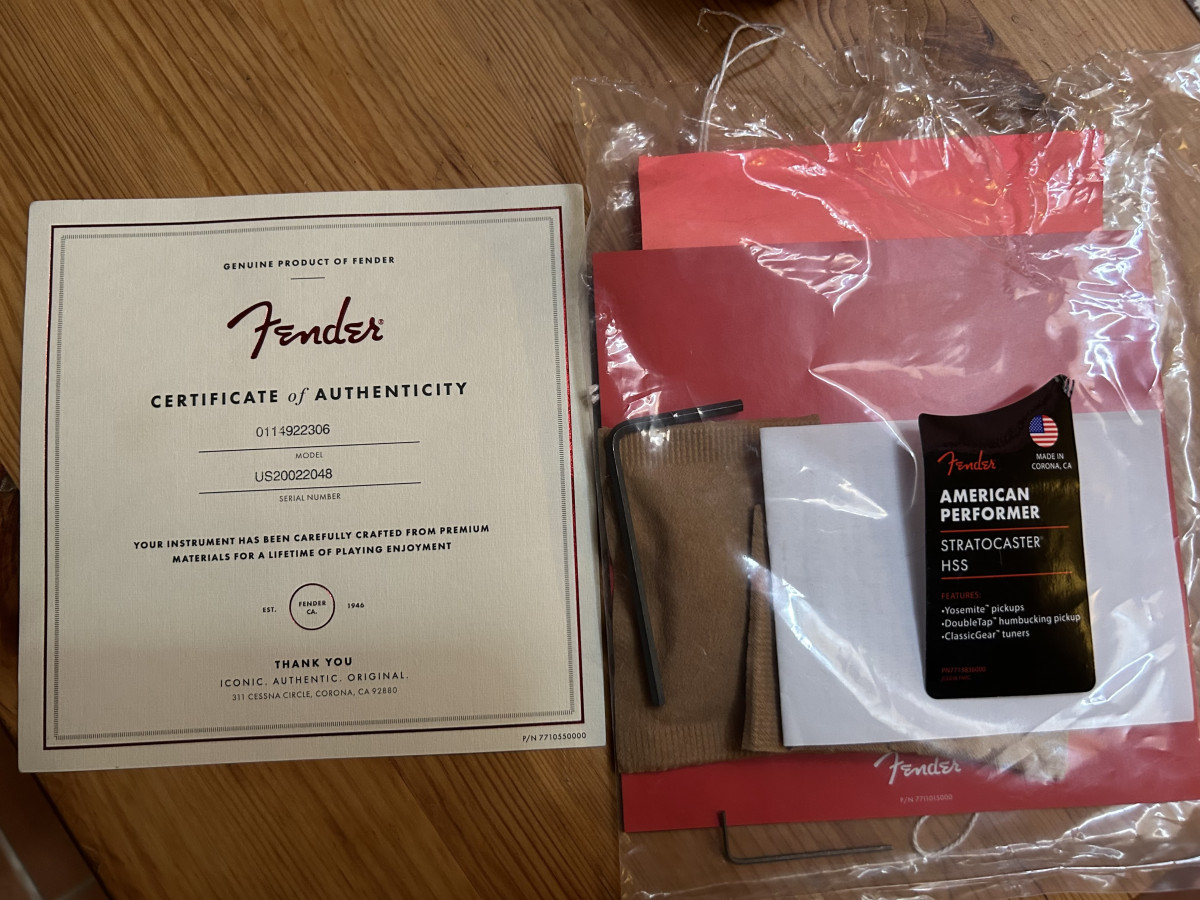 GENUINE PRODUCT OF FENDER
Fender®
CERTIFICATE of AUTHENTICITY
0114922306
MODEL
US20022048
SERIAL NUMBER
YOUR INSTRUMENT HAS BEEN CAREFULLY CRAFTED FROM PREMIUM
MATERIALS FOR A LIFETIME OF PLAYING ENJOYMENT
EST.
FENDER
CA.
1946
THANK YOU
ICONIC. AUTHENTIC. ORIGINAL.
311 CESSNA CIRCLE, CORONA, CA 92880
P/N 7710550000
Fender
MADE IN
CORONA, CA
AMERICAN
PERFORMER
STRATOCASTER®
HSS
FEATURES:
•Yosemite™ pickups
•DoubleTap™ humbucking pickup
•ClassicGear™ tuners
Fender